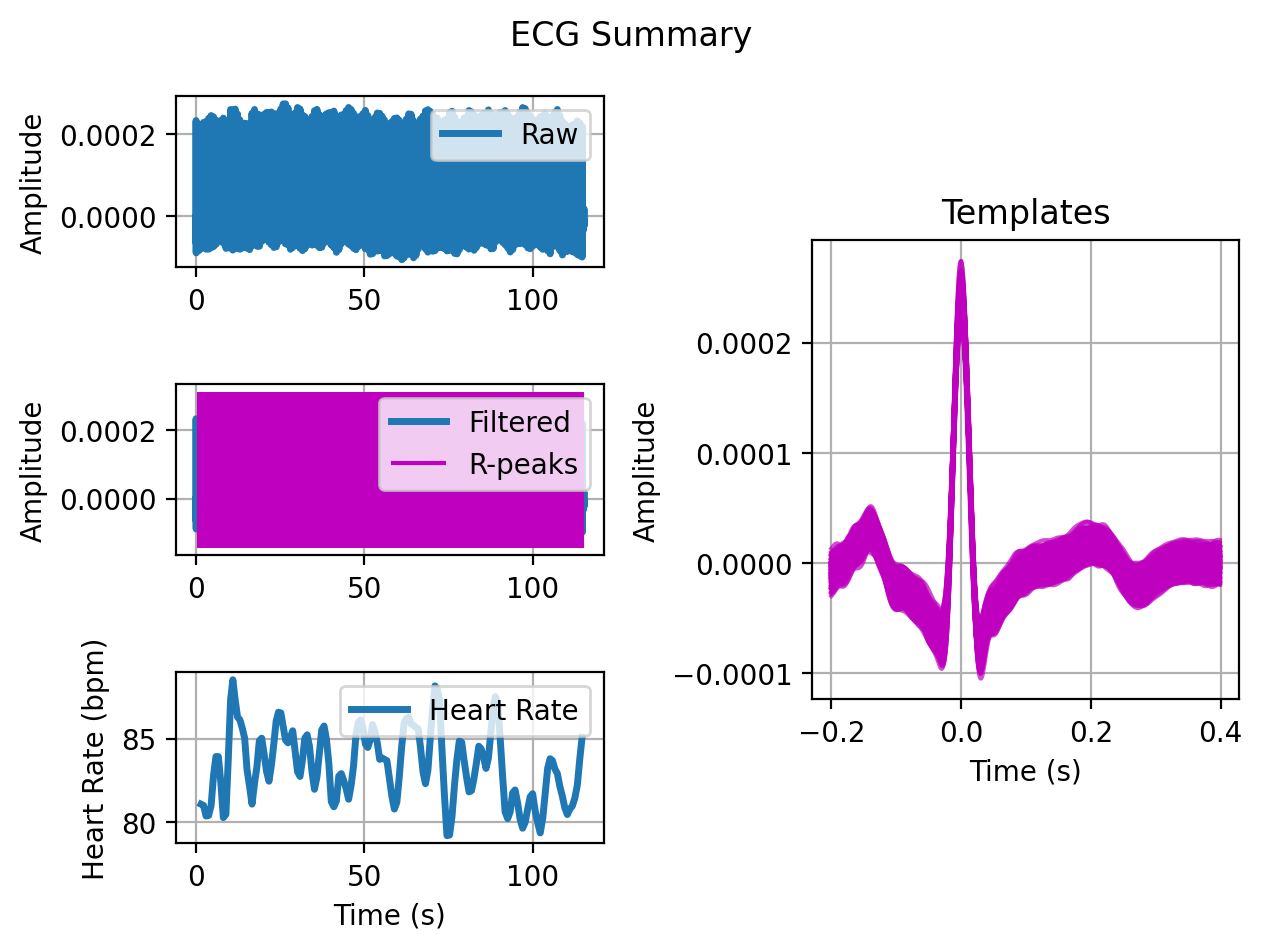 ECG Summary
Amplitude
0.0002
0.0000
Raw
0
50
100
Amplitude
0.0002
0.0000
Filtered
R-peaks
0
50
100
Heart Rate (bpm)
85
80
Heart Rate
0
50
100
Time (s)
Templates
Amplitude
0.0002
0.0001
0.0000
−0.0001
−0.2
0.0
0.2
0.4
Time (s)